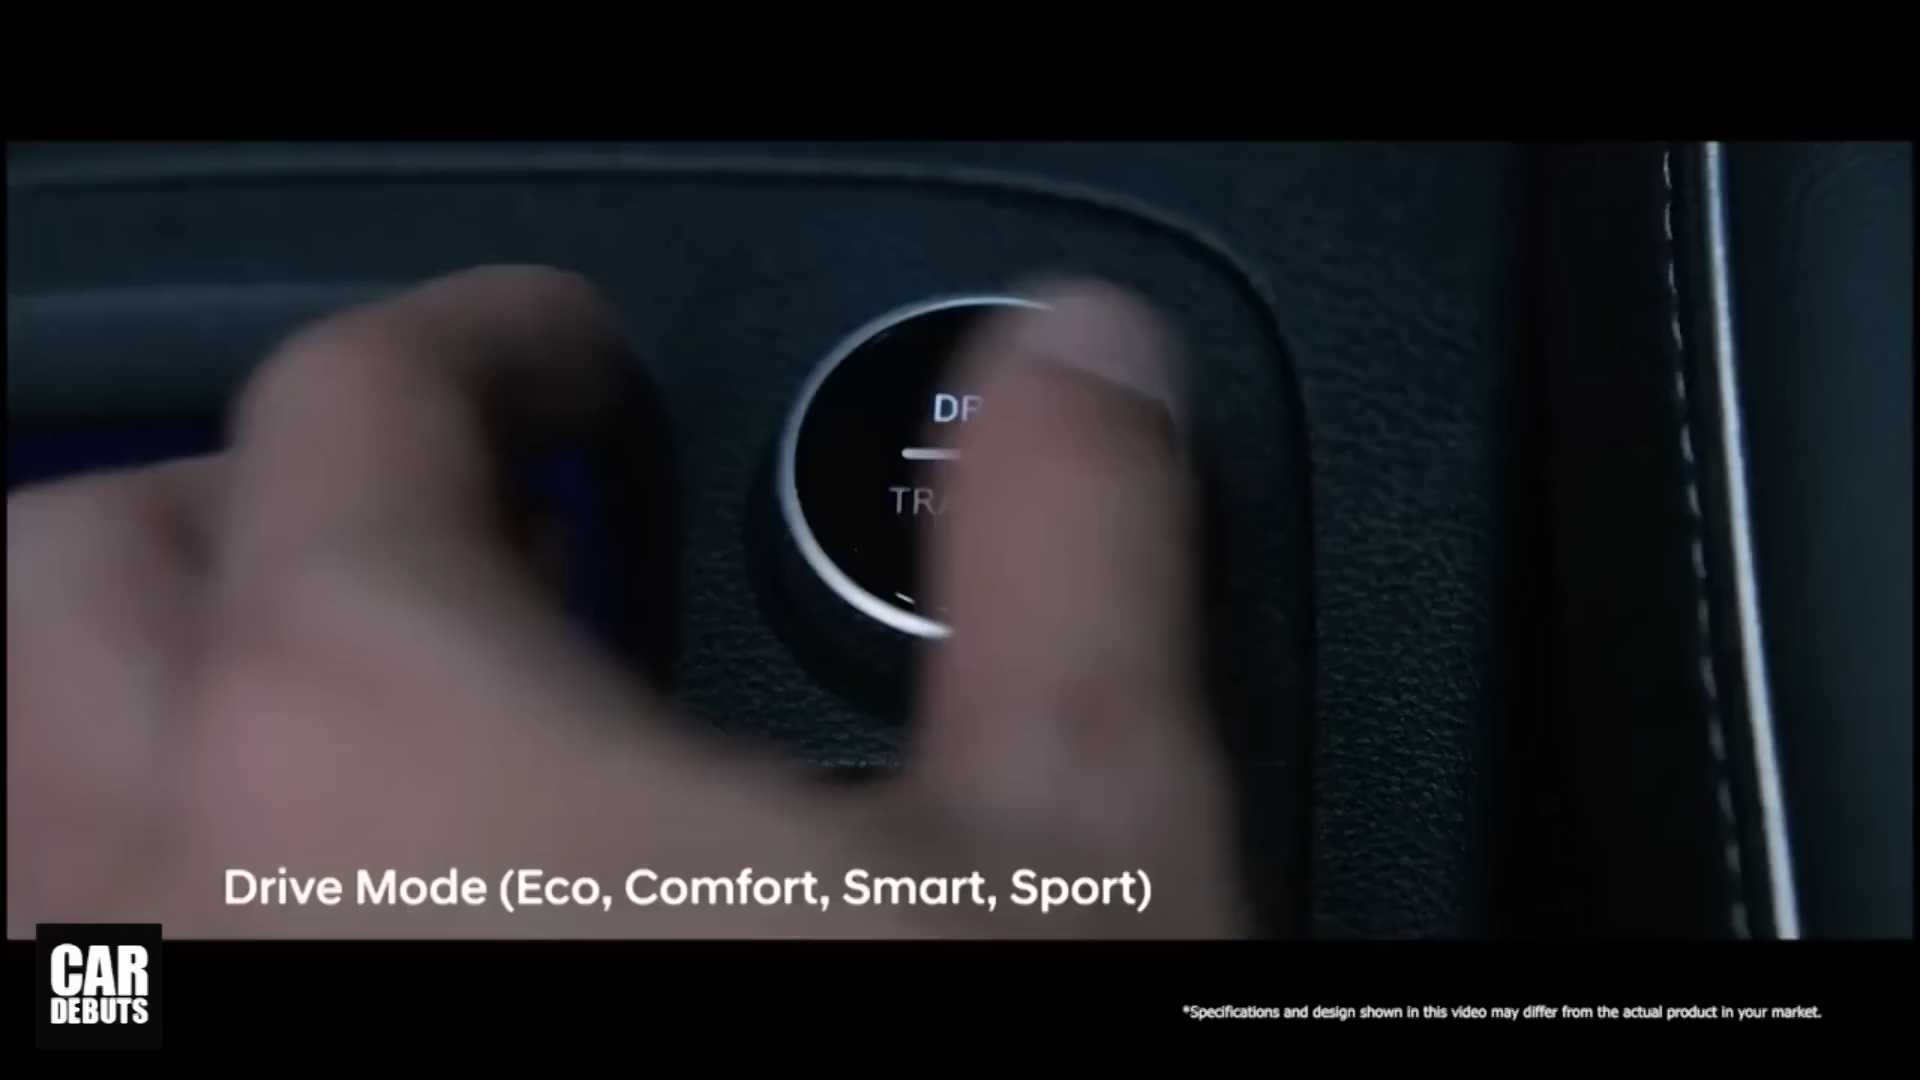 DR
TRA
Drive Mode (Eco, Comfort, Smart, Sport)
CAR
DEBUTS
*Specifications and design shown in this video may differ from the actual product in your market.